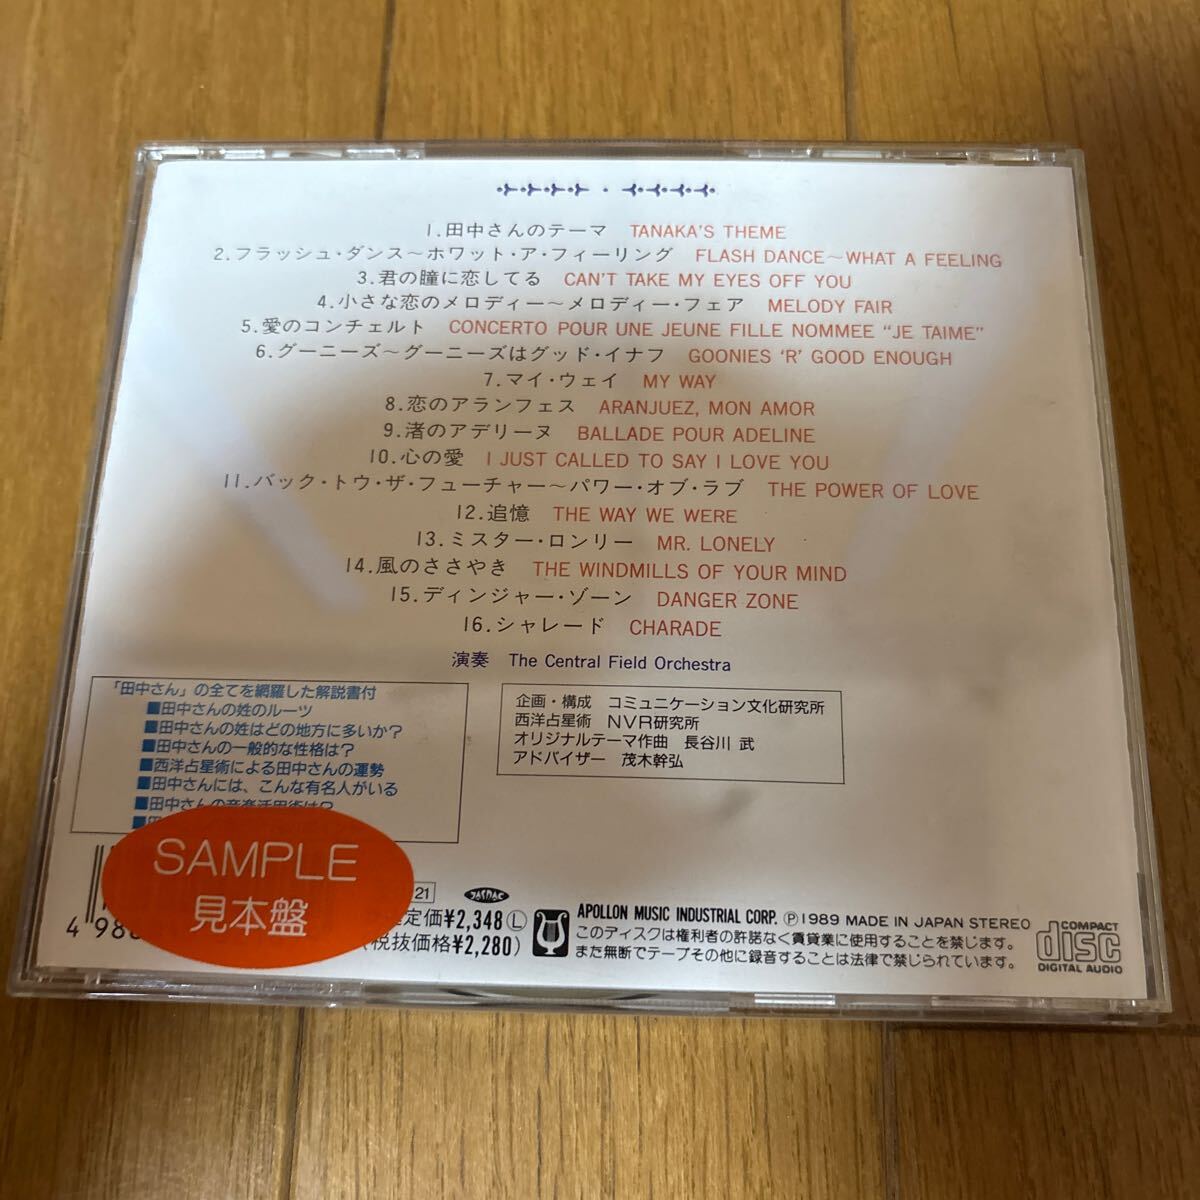 1.田中さんのテーマ TANAKA'S THEME
2.フラッシュ・ダンス～ホワット・ア・フィーリング FLASH DANCE～WHAT A FEELING
3.君の瞳に恋してる CAN'T TAKE MY EYES OFF YOU
4.小さな恋のメロディー～メロディー・フェア MELODY FAIR
5.愛のコンチェルト CONCERTO POUR UNE JEUNE FILLE NOMMEE "JE TAIME"
6.グーニーズ～グーニーズはグッド・イナフ GOONIES 'R' GOOD ENOUGH
7.マイ・ウェイ MY WAY
8.恋のアランフェス ARANJUEZ, MON AMOR
9.渚のアデリーヌ BALLADE POUR ADELINE
10.心の愛 I JUST CALLED TO SAY I LOVE YOU
11.バック・トウ・ザ・フューチャー～パワー・オブ・ラブ THE POWER OF LOVE
12.追憶 THE WAY WE WERE
13.ミスター・ロンリー MR. LONELY
14.風のささやき THE WINDMILLS OF YOUR MIND
15.ディンジャー・ゾーン DANGER ZONE
16.シャレード CHARADE
演奏 The Central Field Orchestra
「田中さん」の全てを網羅した解説書付
■田中さんの姓のルーツ
■田中さんの姓はどの地方に多いか?
■田中さんの一般的な性格は?
■西洋占星術による田中さんの運勢
■田中さんには、こんな有名人がいる
■田中さんの音楽活用術は?
企画・構成 コミュニケーション文化研究所
西洋占星術 NVR研究所
オリジナルテーマ作曲 長谷川 武
アドバイザー 茂木幹弘
SAMPLE
見本盤
4 988
21
JASRAC
定価¥2,348 Ⓛ
(税抜価格¥2,280)
APOLLON MUSIC INDUSTRIAL CORP. Ⓟ1989 MADE IN JAPAN STEREO
このディスクは権利者の許諾なく賃貸業に使用することを禁じます。
また無断でテープその他に録音することは法律で禁じられています。
COMPACT
disc
DIGITAL AUDIO